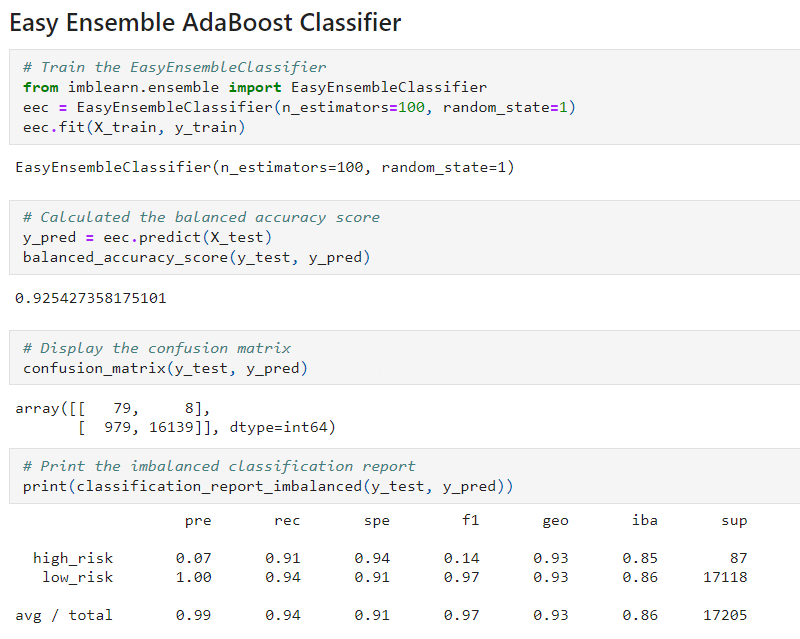 Easy Ensemble AdaBoost Classifier
# Train the EasyEnsembleClassifier
from imblearn.ensemble import EasyEnsembleClassifier
eec = EasyEnsembleClassifier(n_estimators=100, random_state=1)
eec.fit(X_train, y_train)
EasyEnsembleClassifier(n_estimators=100, random_state=1)
# Calculated the balanced accuracy score
y_pred = eec.predict(X_test)
balanced_accuracy_score(y_test, y_pred)
0.925427358175101
# Display the confusion matrix
confusion_matrix(y_test, y_pred)
array([[   79,     8],
       [  979, 16139]], dtype=int64)
# Print the imbalanced classification report
print(classification_report_imbalanced(y_test, y_pred))
                   pre       rec       spe        f1       geo       iba       sup
  high_risk       0.07      0.91      0.94      0.14      0.93      0.85        87
   low_risk       1.00      0.94      0.91      0.97      0.93      0.86     17118
avg / total       0.99      0.94      0.91      0.97      0.93      0.86     17205